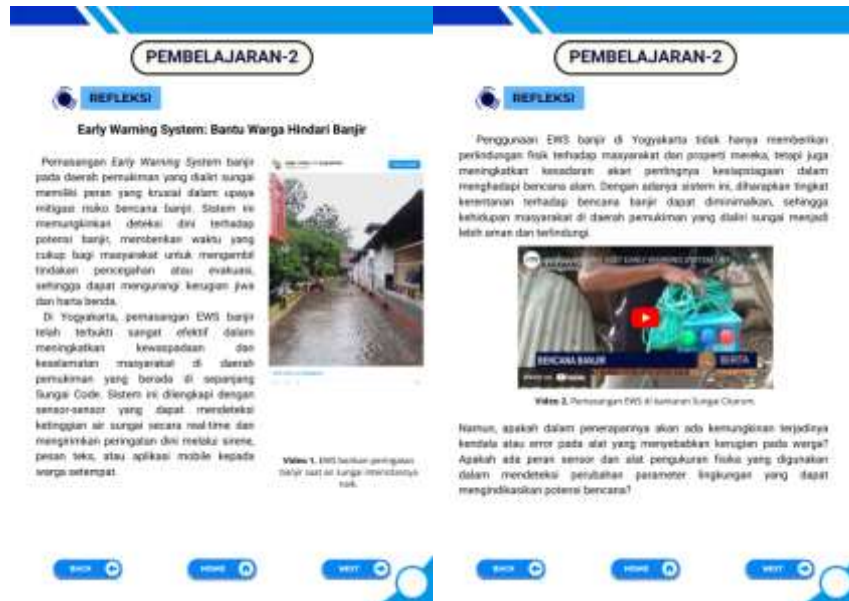 PEMBELAJARAN-2
REFLEKSI
Early Warning System: Bantu Warga Hindari Banjir
Pemasangan Early Warning System banjir
pada daerah pemukiman yang dialiri sungai
memiliki peran yang krusial dalam upaya
mitigasi risiko bencana banjir. Sistem ini
memungkinkan deteksi dini terhadap
potensi banjir, memberikan waktu yang
cukup bagi masyarakat untuk mengambil
tindakan pencegahan atau evakuasi,
sehingga dapat mengurangi kerugian jiwa
dan harta benda.
Di Yogyakarta, pemasangan EWS banjir
telah terbukti sangat efektif dalam
meningkatkan kewaspadaan dan
keselamatan masyarakat di daerah
pemukiman yang berada di sepanjang
Sungai Code. Sistem ini dilengkapi dengan
sensor-sensor yang dapat mendeteksi
ketinggian air sungai secara real-time dan
mengirimkan peringatan dini melalui sirene,
pesan teks, atau aplikasi mobile kepada
warga setempat.
Video 1. EWS berikan peringatan
banjir saat air sungai intensitasnya
naik.
BACK
HOME
NEXT
PEMBELAJARAN-2
REFLEKSI
Penggunaan EWS banjir di Yogyakarta tidak hanya memberikan
perlindungan fisik terhadap masyarakat dan properti mereka, tetapi juga
meningkatkan kesadaran akan pentingnya kesiapsiagaan dalam
menghadapi bencana alam. Dengan adanya sistem ini, diharapkan tingkat
kerentanan terhadap bencana banjir dapat diminimalkan, sehingga
kehidupan masyarakat di daerah pemukiman yang dialiri sungai menjadi
lebih aman dan terlindungi.
EARLY WARNING SYSTEM
BENCANA BANJIR
BERITA
YouTube
Video 2. Pemasangan EWS di bantaran Sungai Citarum.
Namun, apakah dalam penerapannya akan ada kemungkinan terjadinya
kendala atau error pada alat yang menyebabkan kerugian pada warga?
Apakah ada peran sensor dan alat pengukuran fisika yang digunakan
dalam mendeteksi perubahan parameter lingkungan yang dapat
mengindikasikan potensi bencana?
BACK
HOME
NEXT